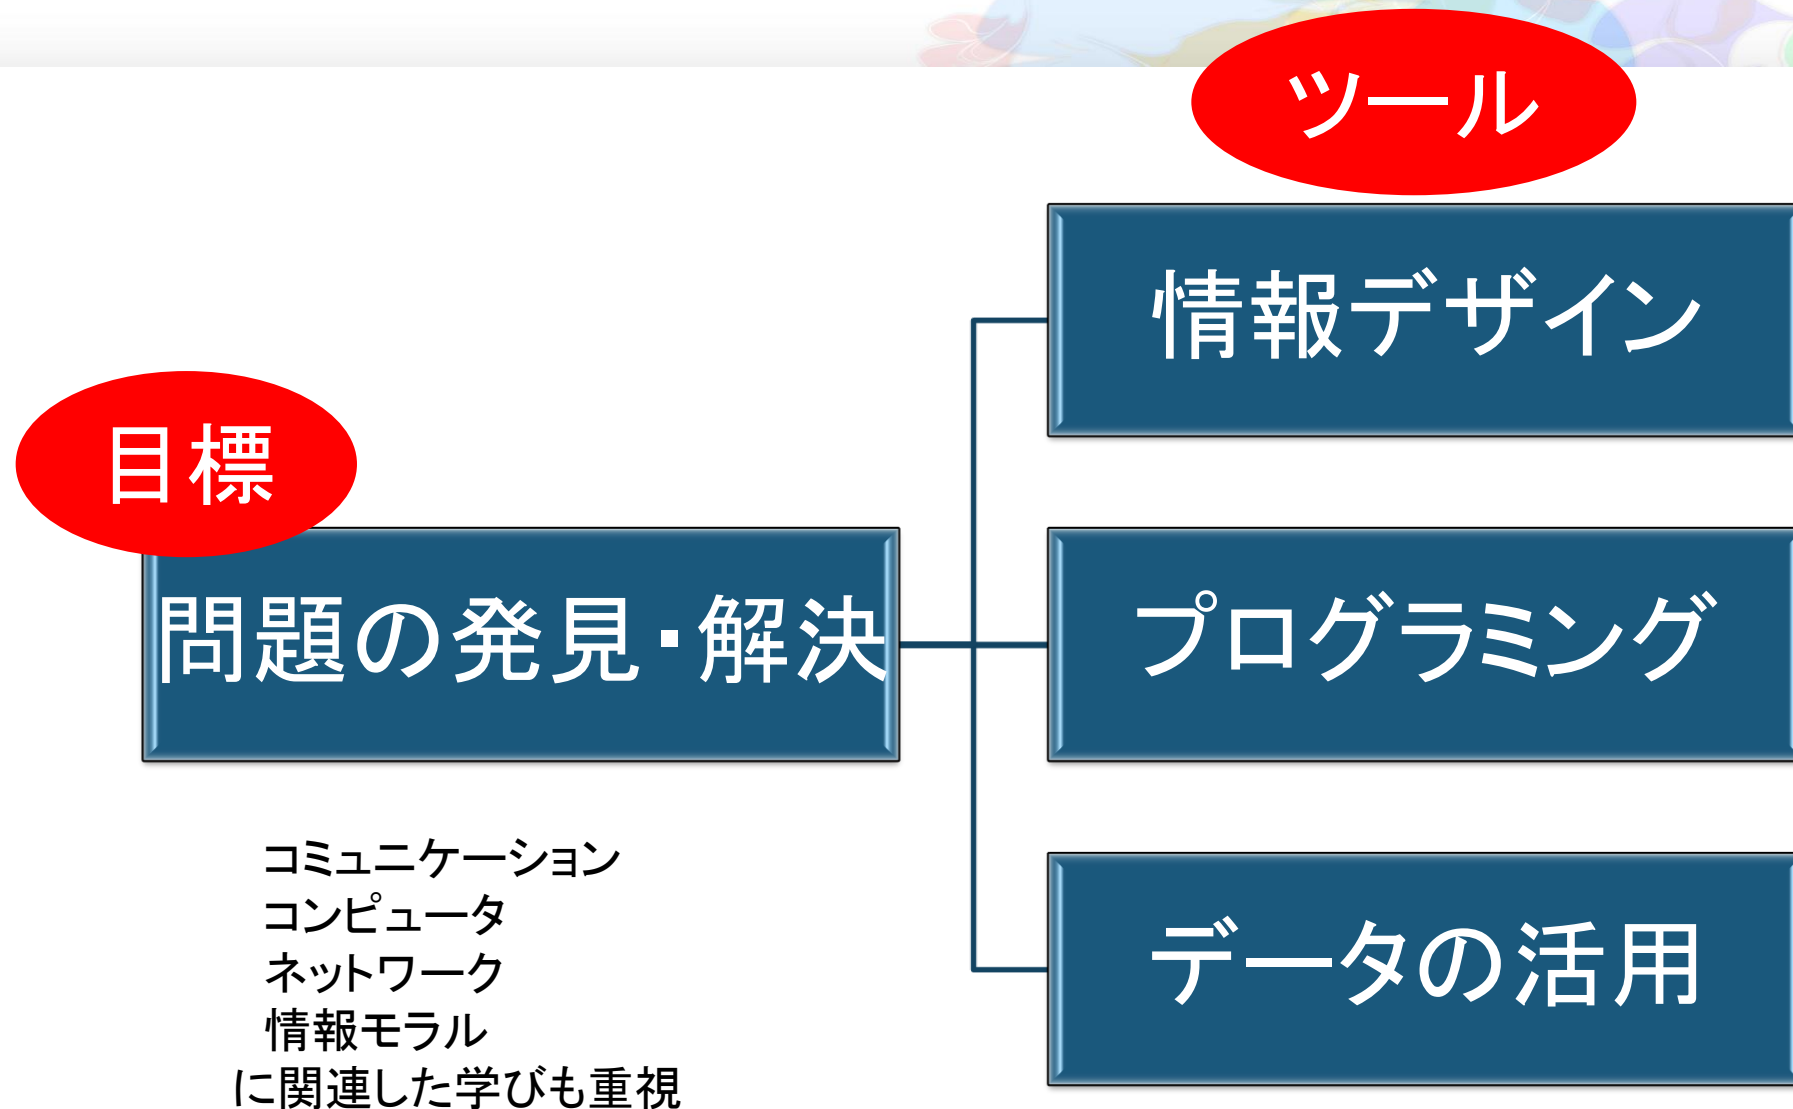 ツール
情報デザイン
目標
問題の発見・解決
プログラミング
データの活用
コミュニケーション
コンピュータ
ネットワーク
情報モラル
に関連した学びも重視